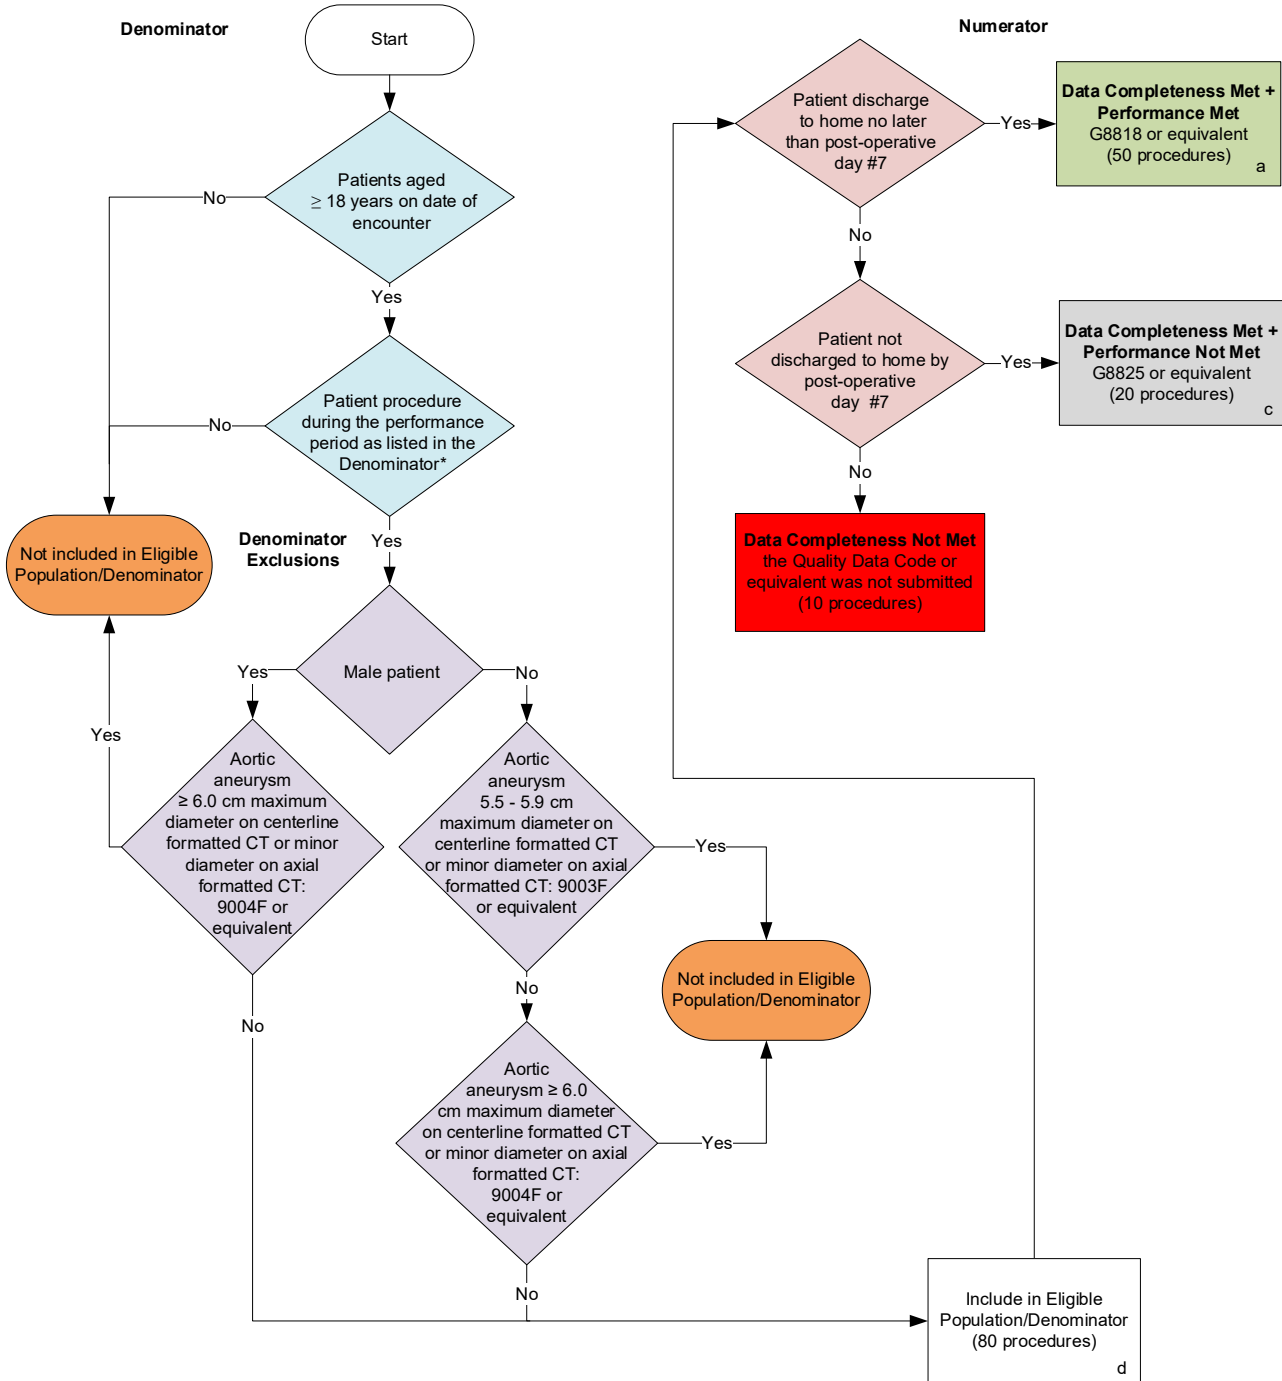 Denominator
Start
Patients aged
≥ 18 years on date of
encounter
No
Yes
Patient procedure
during the performance
period as listed in the
Denominator*
No
Not included in Eligible
Population/Denominator
Denominator
Exclusions
Yes
Male patient
Yes
No
Yes
Aortic
aneurysm
≥ 6.0 cm maximum
diameter on centerline
formatted CT or minor
diameter on axial
formatted CT:
9004F or
equivalent
No
Aortic
aneurysm
5.5 - 5.9 cm
maximum diameter on
centerline formatted CT
or minor diameter on axial
formatted CT: 9003F
or equivalent
Yes
No
Not included in Eligible
Population/Denominator
Aortic
aneurysm ≥ 6.0
cm maximum diameter
on centerline formatted CT
or minor diameter on axial
formatted CT:
9004F or
equivalent
Yes
No
Include in Eligible
Population/Denominator
(80 procedures)
d
Numerator
Patient discharge
to home no later
than post-operative
day #7
Yes
Data Completeness Met +
Performance Met
G8818 or equivalent
(50 procedures)
a
No
Patient not
discharged to home by
post-operative
day #7
Yes
Data Completeness Met +
Performance Not Met
G8825 or equivalent
(20 procedures)
c
No
Data Completeness Not Met
the Quality Data Code or
equivalent was not submitted
(10 procedures)